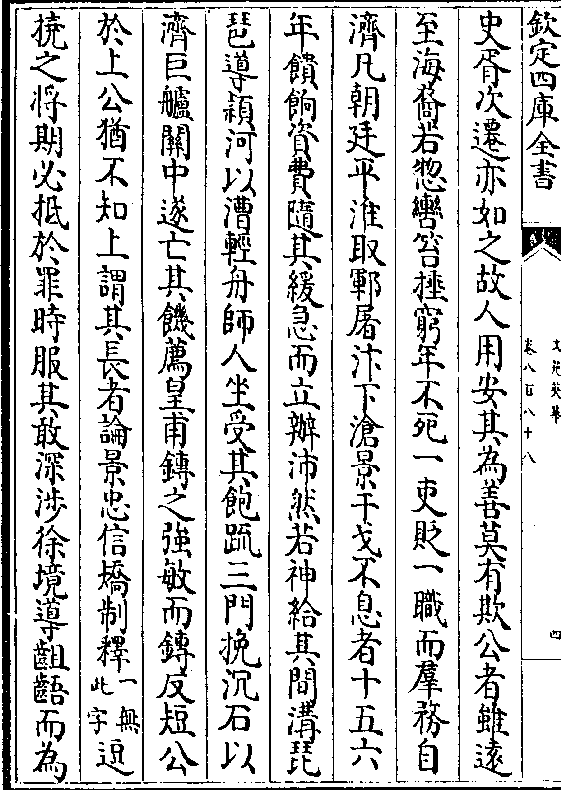 欽定四庫全書
文苑英華
卷八百八十八
四
史胥次遷亦如之故人用安其為善莫有欺公者雖遠
至海裔若惣轡笞捶窮年不死一吏貶一職而羣務自
濟凡朝廷平淮取鄆屠汴下滄景干戈不息者十五六
年饋餉資費隨其緩急而立辦沛然若神給其間溝琵
琶導潁河以漕輕舟師人坐受其飽䟽三門挽沉石以
濟巨艫關中遂亡其饑薦皇甫鏄之強敏而鏄反短公
於上公猶不知上謂其長者論景忠信矯制釋一無此字逗
撓之將期必抵於罪時服其敢深涉徐境導齟齬而為